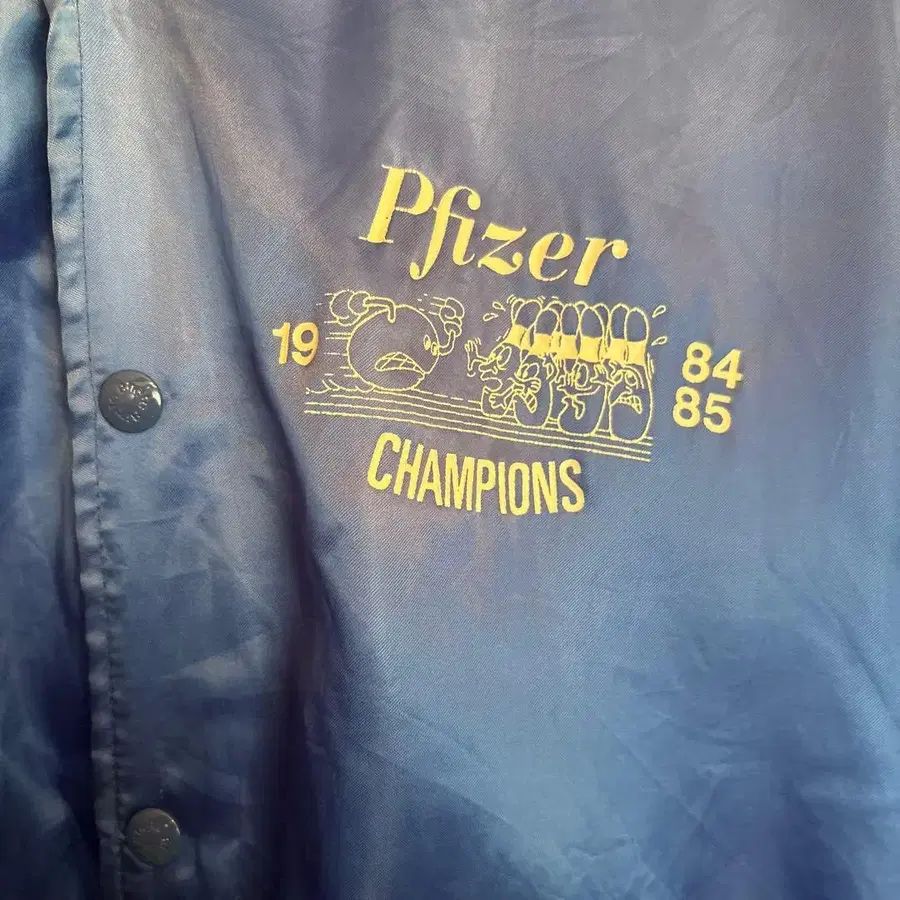 Pfizer
19 84
85
CHAMPIONS